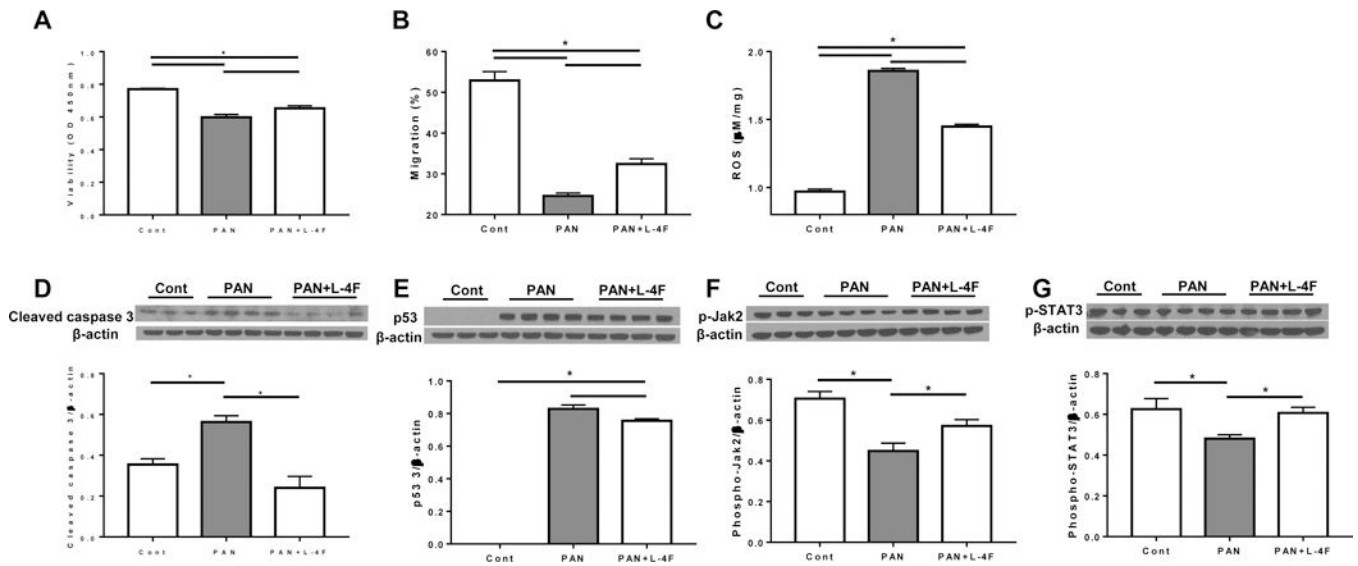 A
Viability (OD 450nm)
1.0
0.8
0.6
0.4
0.2
0.0
*
Cont PAN PAN+L-4F
B
Migration (%)
60
50
40
30
20
*
Cont PAN PAN+L-4F
C
ROS (μM/mg)
2.0
1.5
1.0
*
Cont PAN PAN+L-4F
D
Cont PAN PAN+L-4F
Cleaved caspase 3
β-actin
Cleaved caspase 3/β-actin
0.8
0.6
0.4
0.2
0.0
* *
Cont PAN PAN+L-4F
E
Cont PAN PAN+L-4F
p53
β-actin
p53 3/β-actin
1.0
0.8
0.6
0.4
0.2
0.0
*
Cont PAN PAN+L-4F
F
Cont PAN PAN+L-4F
p-Jak2
β-actin
Phospho-Jak2/β-actin
0.8
0.6
0.4
0.2
0.0
* *
Cont PAN PAN+L-4F
G
Cont PAN PAN+L-4F
p-STAT3
β-actin
Phospho-STAT3/β-actin
0.8
0.6
0.4
0.2
0.0
* *
Cont PAN PAN+L-4F